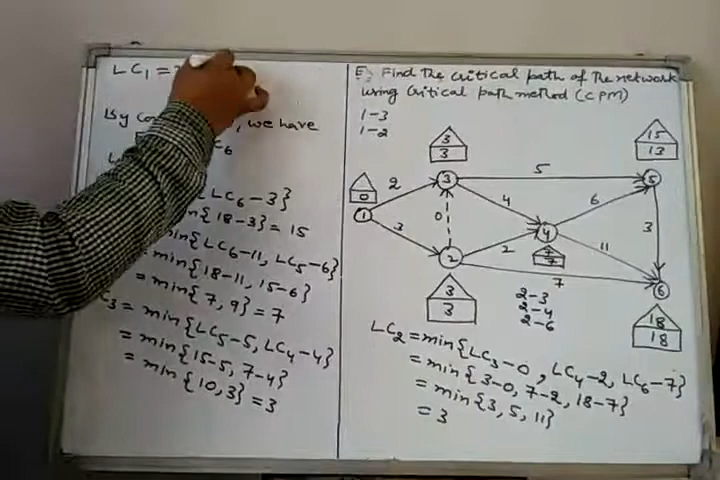 LC1 =
By              , we have
C6
LC6-3}
in{18-3} = 15
min{LC6-11, LC5-6}
= min{18-11, 15-6}
= min{7, 9} = 7
C3 = min{LC5-5, LC4-4}
= min{15-5, 7-4}
= min{10, 3} = 3
Find the critical path of the network
using critical path method (CPM)
1-3
1-2
3
3
15
13
0
2
3
5
5
1
4
6
3
0
4
3
2
11
7
7
2
7
6
3
3
2-3
2-4
2-6
18
18
LC2 = min{LC3-0, LC4-2, LC6-7}
= min{3-0, 7-2, 18-7}
= min{3, 5, 11}
= 3